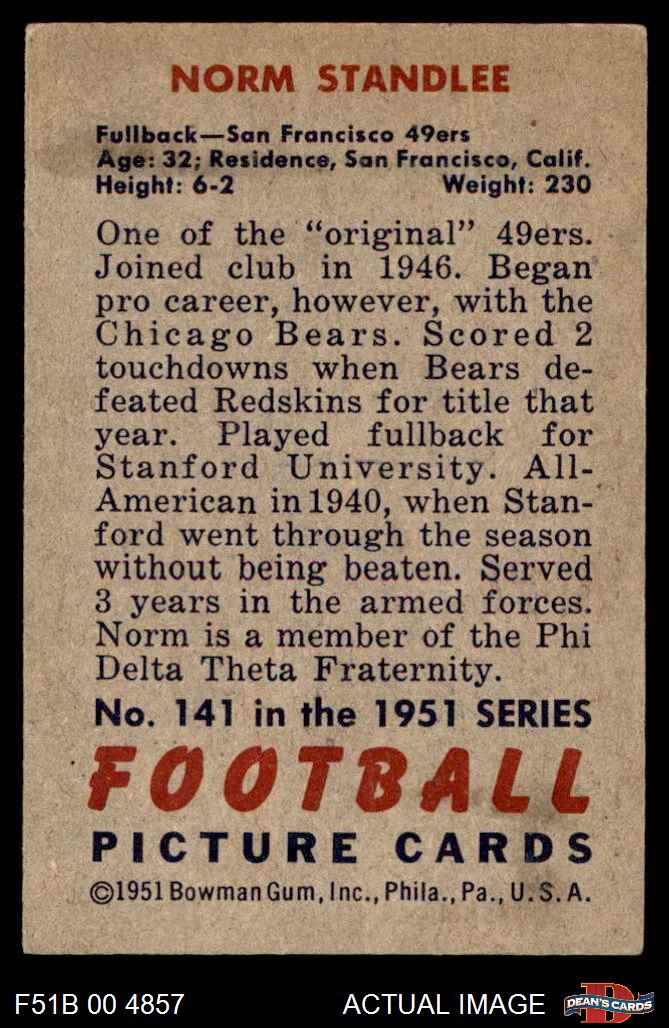 NORM STANDLEE
Fullback—San Francisco 49ers
Age: 32; Residence, San Francisco, Calif.
Height: 6-2 Weight: 230
One of the "original" 49ers.
Joined club in 1946. Began
pro career, however, with the
Chicago Bears. Scored 2
touchdowns when Bears de-
feated Redskins for title that
year. Played fullback for
Stanford University. All-
American in 1940, when Stan-
ford went through the season
without being beaten. Served
3 years in the armed forces.
Norm is a member of the Phi
Delta Theta Fraternity.
No. 141 in the 1951 SERIES
FOOTBALL
PICTURE CARDS
©1951 Bowman Gum, Inc., Phila., Pa., U.S.A.
F51B 00 4857 ACTUAL IMAGE D DEAN'S CARDS